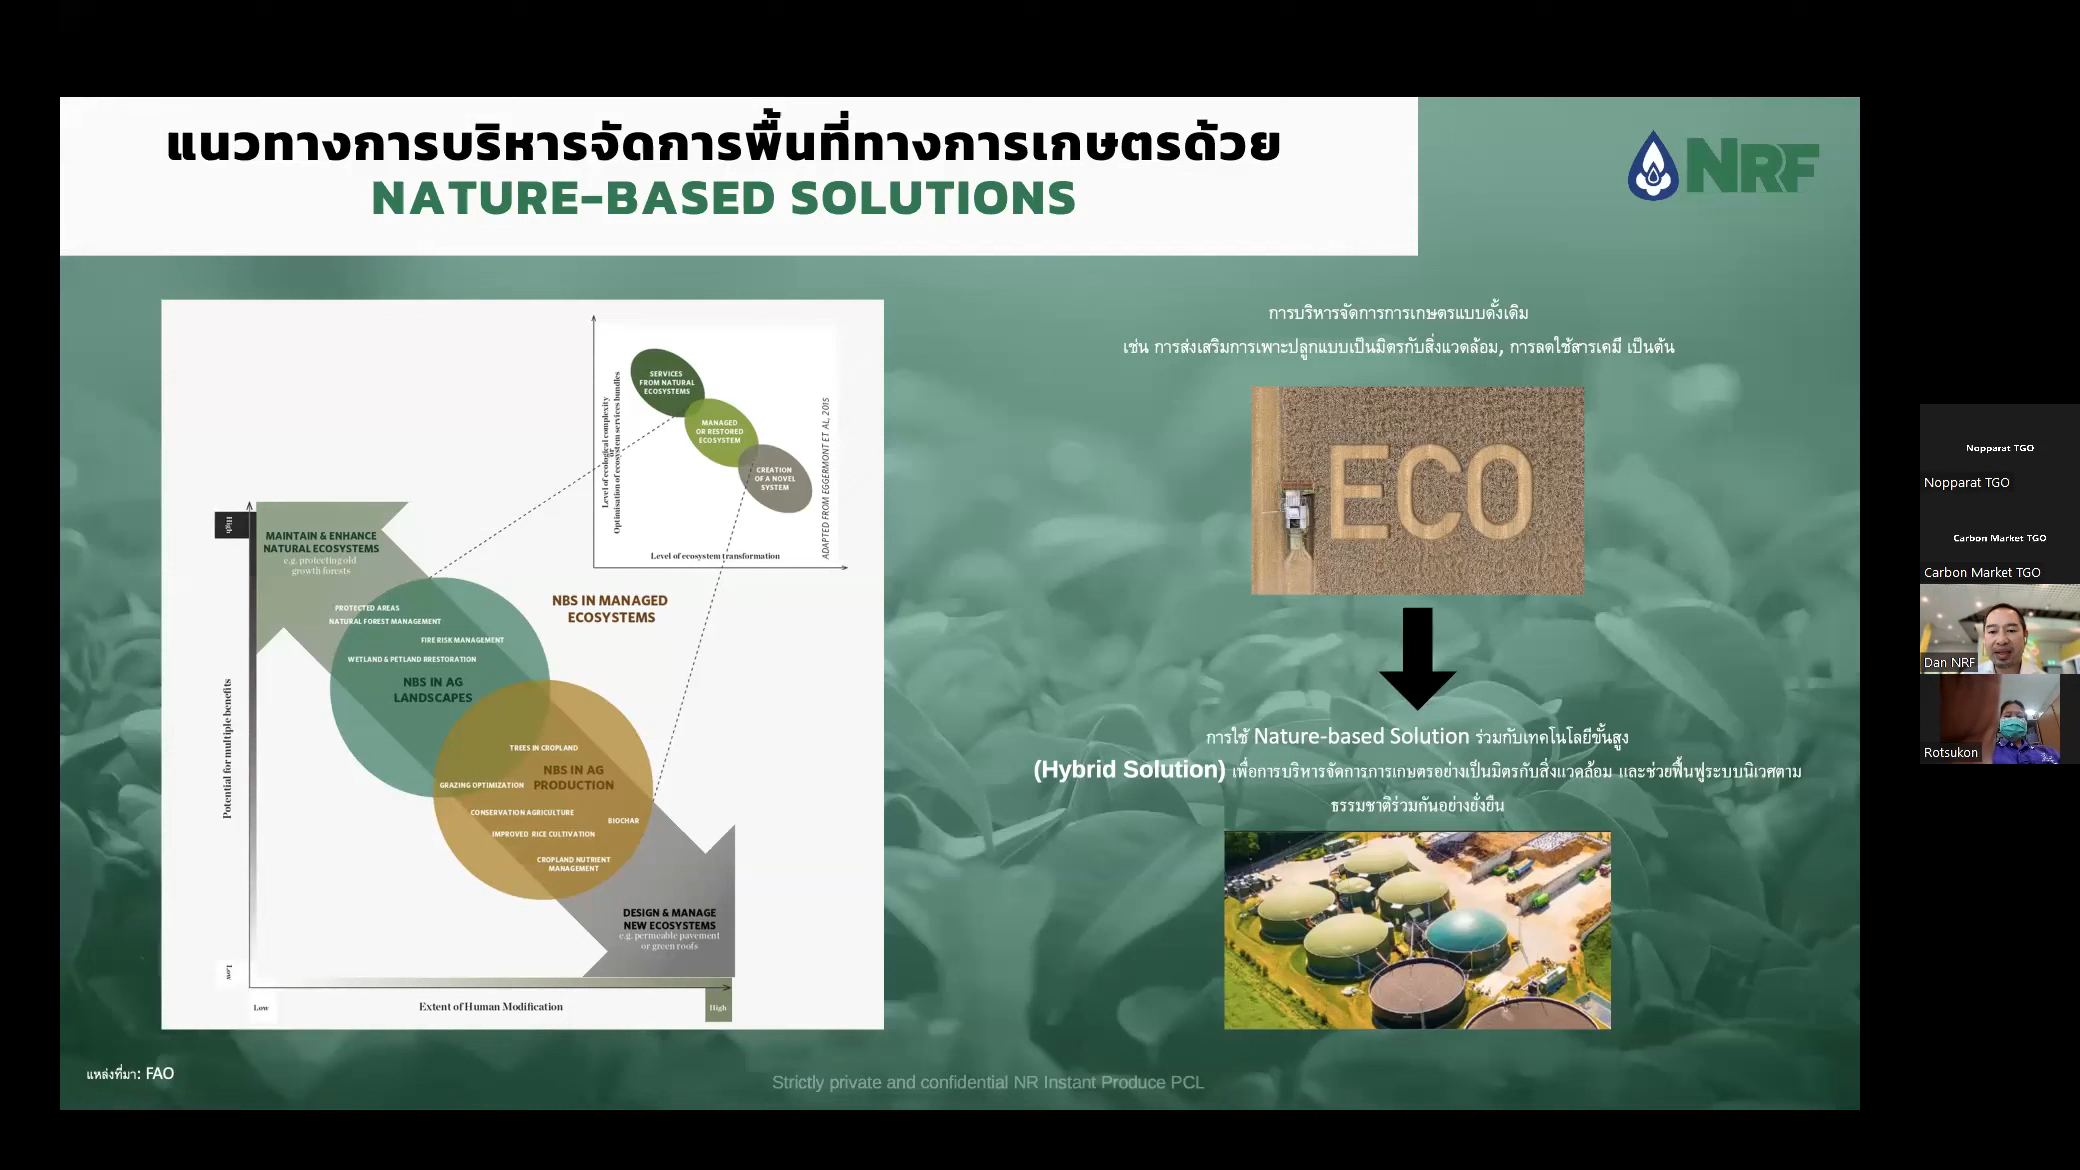 แนวทางการบริหารจัดการพื้นที่ทางการเกษตรด้วย
NATURE-BASED SOLUTIONS
NRF
SERVICES
FROM NATURAL
ECOSYSTEMS
MANAGED
OR RESTORED
ECOSYSTEM
CREATION
OF A NOVEL
SYSTEM
Level of ecological complexity
or
Optimisation of ecosystem services bundles
ADAPTED FROM EGGERMONT ET AL, 2015
Level of ecosystem transformation
High
MAINTAIN & ENHANCE
NATURAL ECOSYSTEMS
e.g. protecting old
growth forests
NBS IN MANAGED
ECOSYSTEMS
PROTECTED AREAS
NATURAL FOREST MANAGEMENT
FIRE RISK MANAGEMENT
WETLAND & PETLAND RRESTORATION
NBS IN AG
LANDSCAPES
TREES IN CROPLAND
NBS IN AG
PRODUCTION
GRAZING OPTIMIZATION
CONSERVATION AGRICULTURE
BIOCHAR
IMPROVED RICE CULTIVATION
CROPLAND NUTRIENT
MANAGEMENT
DESIGN & MANAGE
NEW ECOSYSTEMS
e.g. permeable pavement
or green roofs
Potential for multiple benefits
Low
Low
Extent of Human Modification
High
การบริหารจัดการการเกษตรแบบดั้งเดิม
เช่น การส่งเสริมการเพาะปลูกแบบเป็นมิตรกับสิ่งแวดล้อม, การลดใช้สารเคมี เป็นต้น
ECO
การใช้ Nature-based Solution ร่วมกับเทคโนโลยีขั้นสูง
(Hybrid Solution) เพื่อการบริหารจัดการการเกษตรอย่างเป็นมิตรกับสิ่งแวดล้อม และช่วยฟื้นฟูระบบนิเวศตาม
ธรรมชาติร่วมกันอย่างยั่งยืน
แหล่งที่มา: FAO
Strictly private and confidential NR Instant Produce PCL
Nopparat TGO
Nopparat TGO
Carbon Market TGO
Carbon Market TGO
Dan NRF
Rotsukon